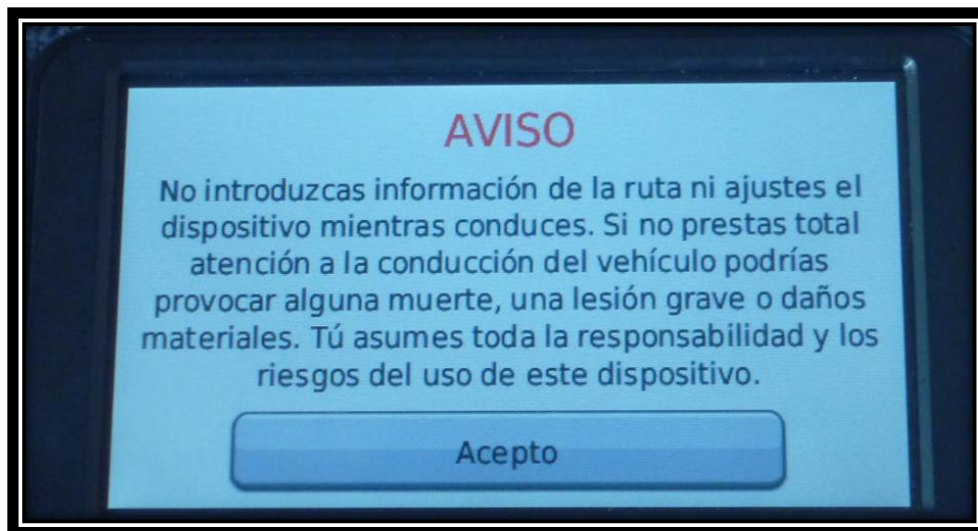 AVISO
No introduzcas información de la ruta ni ajustes el
dispositivo mientras conduces. Si no prestas total
atención a la conducción del vehículo podrías
provocar alguna muerte, una lesión grave o daños
materiales. Tú asumes toda la responsabilidad y los
riesgos del uso de este dispositivo.
Acepto